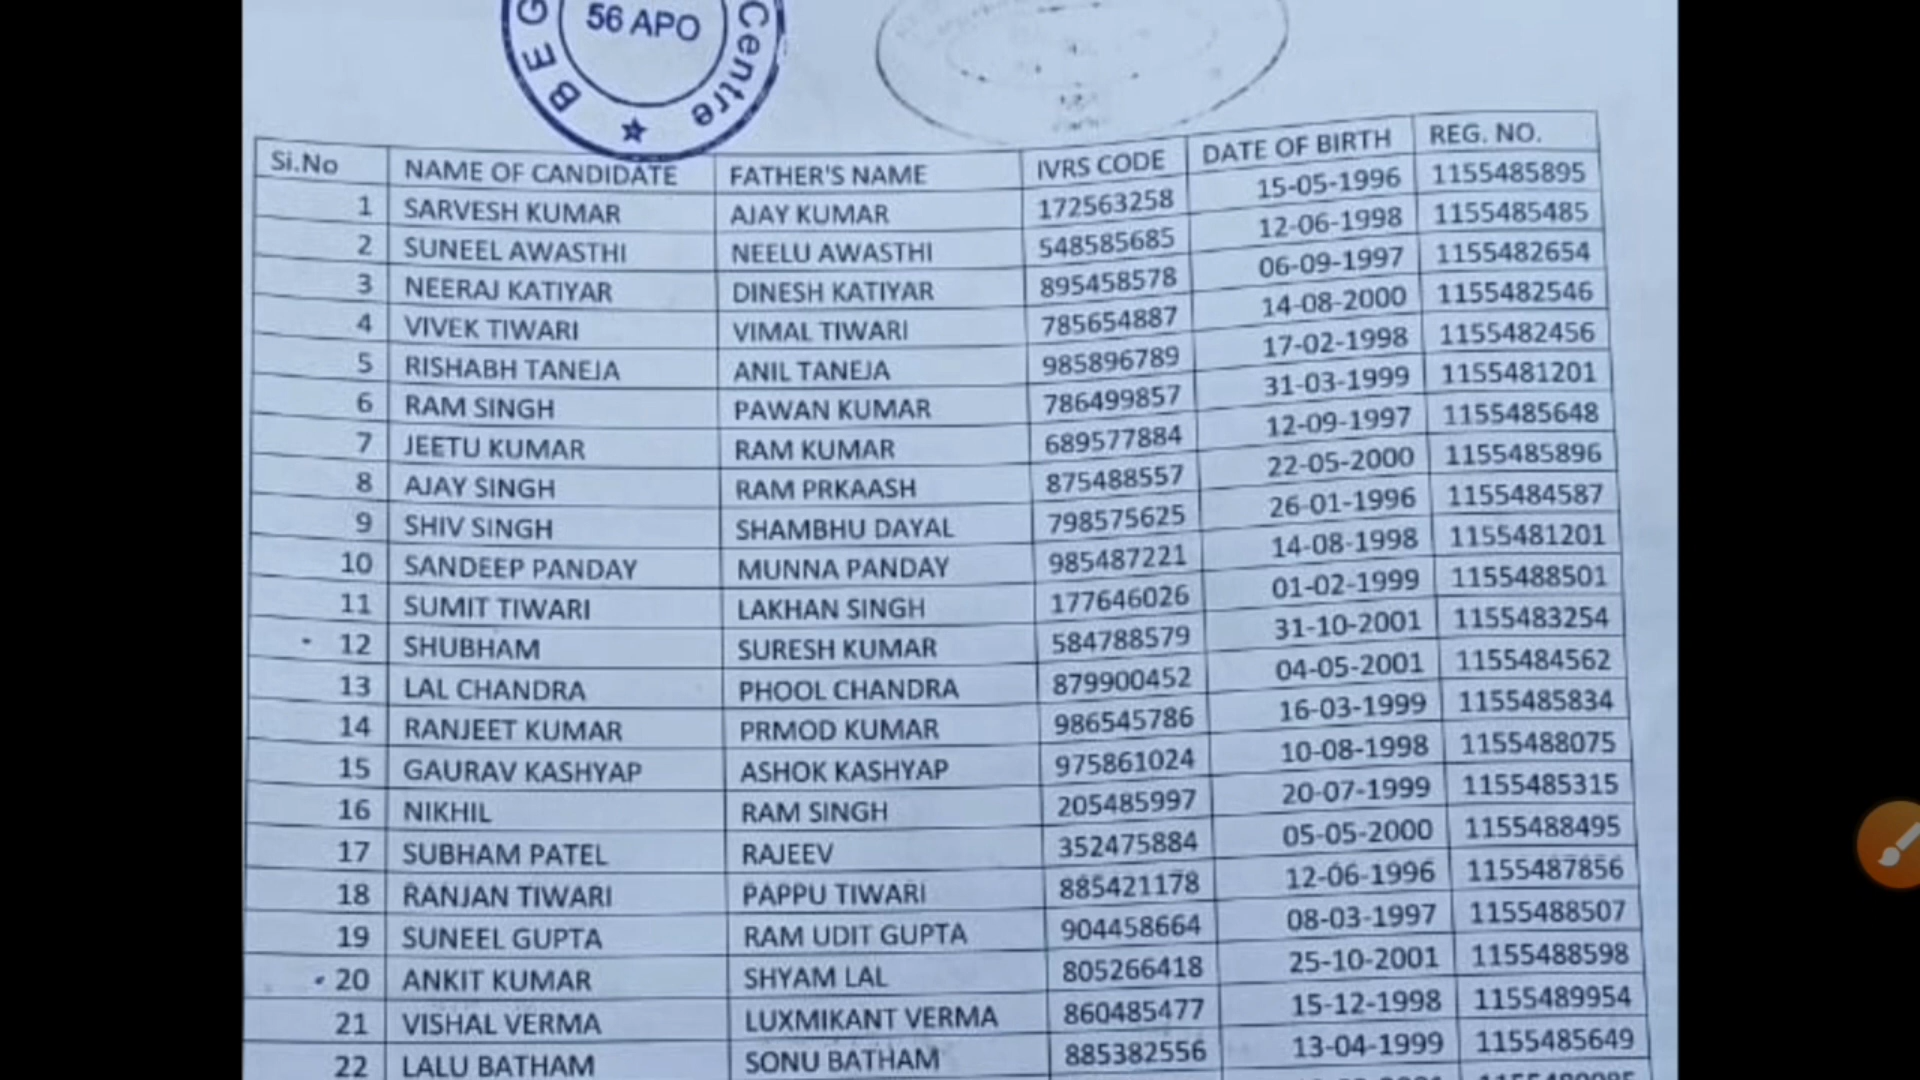 BEG Centre
56 APO
Si.No NAME OF CANDIDATE FATHER'S NAME IVRS CODE DATE OF BIRTH REG. NO.
1 SARVESH KUMAR AJAY KUMAR 172563258 15-05-1996 1155485895
2 SUNEEL AWASTHI NEELU AWASTHI 548585685 12-06-1998 1155485485
3 NEERAJ KATIYAR DINESH KATIYAR 895458578 06-09-1997 1155482654
4 VIVEK TIWARI VIMAL TIWARI 785654887 14-08-2000 1155482546
5 RISHABH TANEJA ANIL TANEJA 985896789 17-02-1998 1155482456
6 RAM SINGH PAWAN KUMAR 786499857 31-03-1999 1155481201
7 JEETU KUMAR RAM KUMAR 689577884 12-09-1997 1155485648
8 AJAY SINGH RAM PRKAASH 875488557 22-05-2000 1155485896
9 SHIV SINGH SHAMBHU DAYAL 798575625 26-01-1996 1155484587
10 SANDEEP PANDAY MUNNA PANDAY 985487221 14-08-1998 1155481201
11 SUMIT TIWARI LAKHAN SINGH 177646026 01-02-1999 1155488501
12 SHUBHAM SURESH KUMAR 584788579 31-10-2001 1155483254
13 LAL CHANDRA PHOOL CHANDRA 879900452 04-05-2001 1155484562
14 RANJEET KUMAR PRMOD KUMAR 986545786 16-03-1999 1155485834
15 GAURAV KASHYAP ASHOK KASHYAP 975861024 10-08-1998 1155488075
16 NIKHIL RAM SINGH 205485997 20-07-1999 1155485315
17 SUBHAM PATEL RAJEEV 352475884 05-05-2000 1155488495
18 RANJAN TIWARI PAPPU TIWARI 885421178 12-06-1996 1155487856
19 SUNEEL GUPTA RAM UDIT GUPTA 904458664 08-03-1997 1155488507
20 ANKIT KUMAR SHYAM LAL 805266418 25-10-2001 1155488598
21 VISHAL VERMA LUXMIKANT VERMA 860485477 15-12-1998 1155489954
22 LALU BATHAM SONU BATHAM 885382556 13-04-1999 1155485649